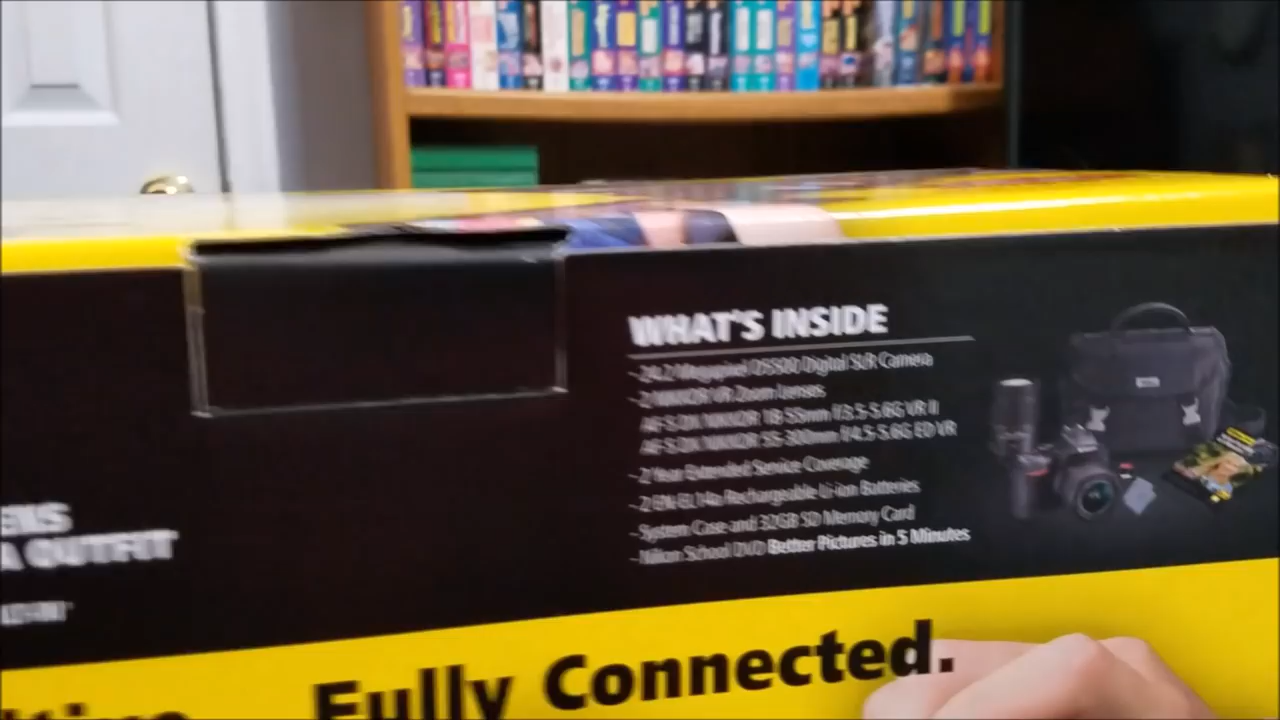 WHAT'S INSIDE
-24.2 Megapixel D5500 Digital SLR Camera
-2 NIKKOR VR Zoom lenses
AF-S DX NIKKOR 18-55mm f/3.5-5.6G VR II
AF-S DX NIKKOR 55-300mm f/4.5-5.6G ED VR
-2 Year Extended Service Coverage
-2 EN-EL14a Rechargeable Li-ion Batteries
-System Case and 32GB SD Memory Card
-Nikon School DVD Better Pictures in 5 Minutes
ENS
A OUTFIT
Fully Connected.